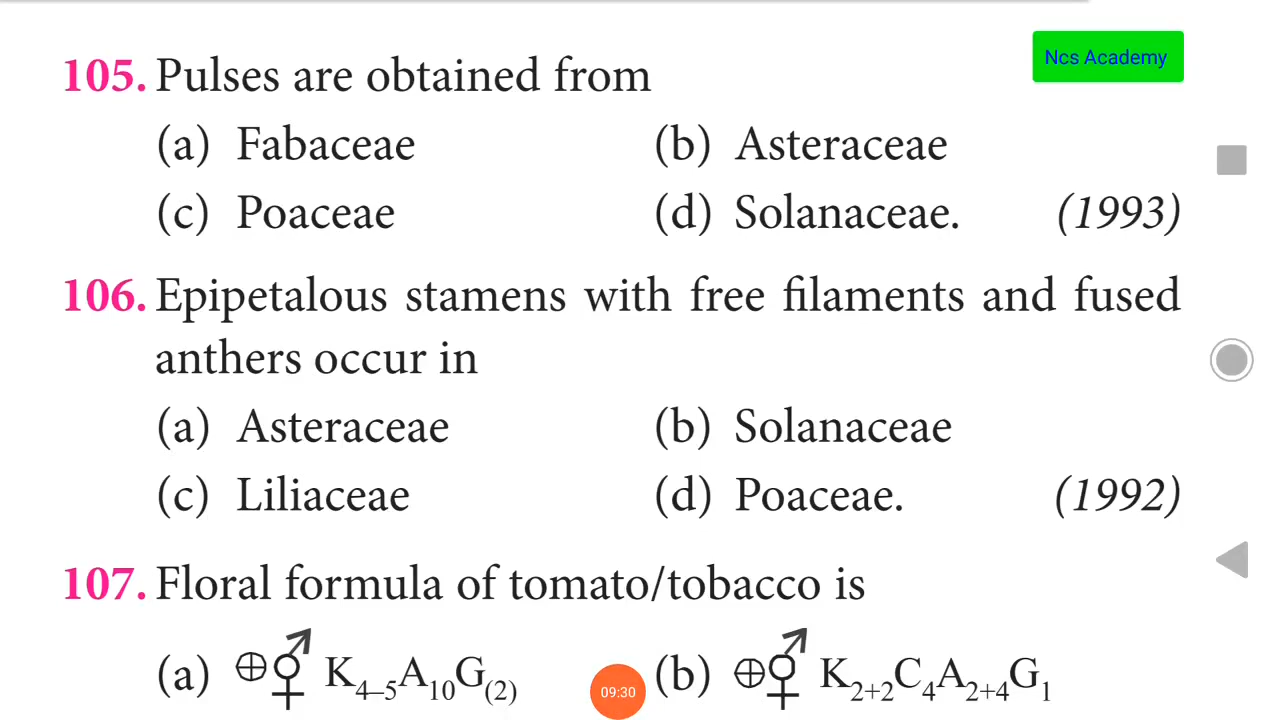 Ncs Academy
105. Pulses are obtained from
(a) Fabaceae (b) Asteraceae
(c) Poaceae (d) Solanaceae. (1993)
106. Epipetalous stamens with free filaments and fused
anthers occur in
(a) Asteraceae (b) Solanaceae
(c) Liliaceae (d) Poaceae. (1992)
107. Floral formula of tomato/tobacco is
(a) ⊕⚥ K₄₋₅A₁₀G₍₂₎ (b) ⊕⚥ K₂₊₂C₄A₂₊₄G₁
09:30